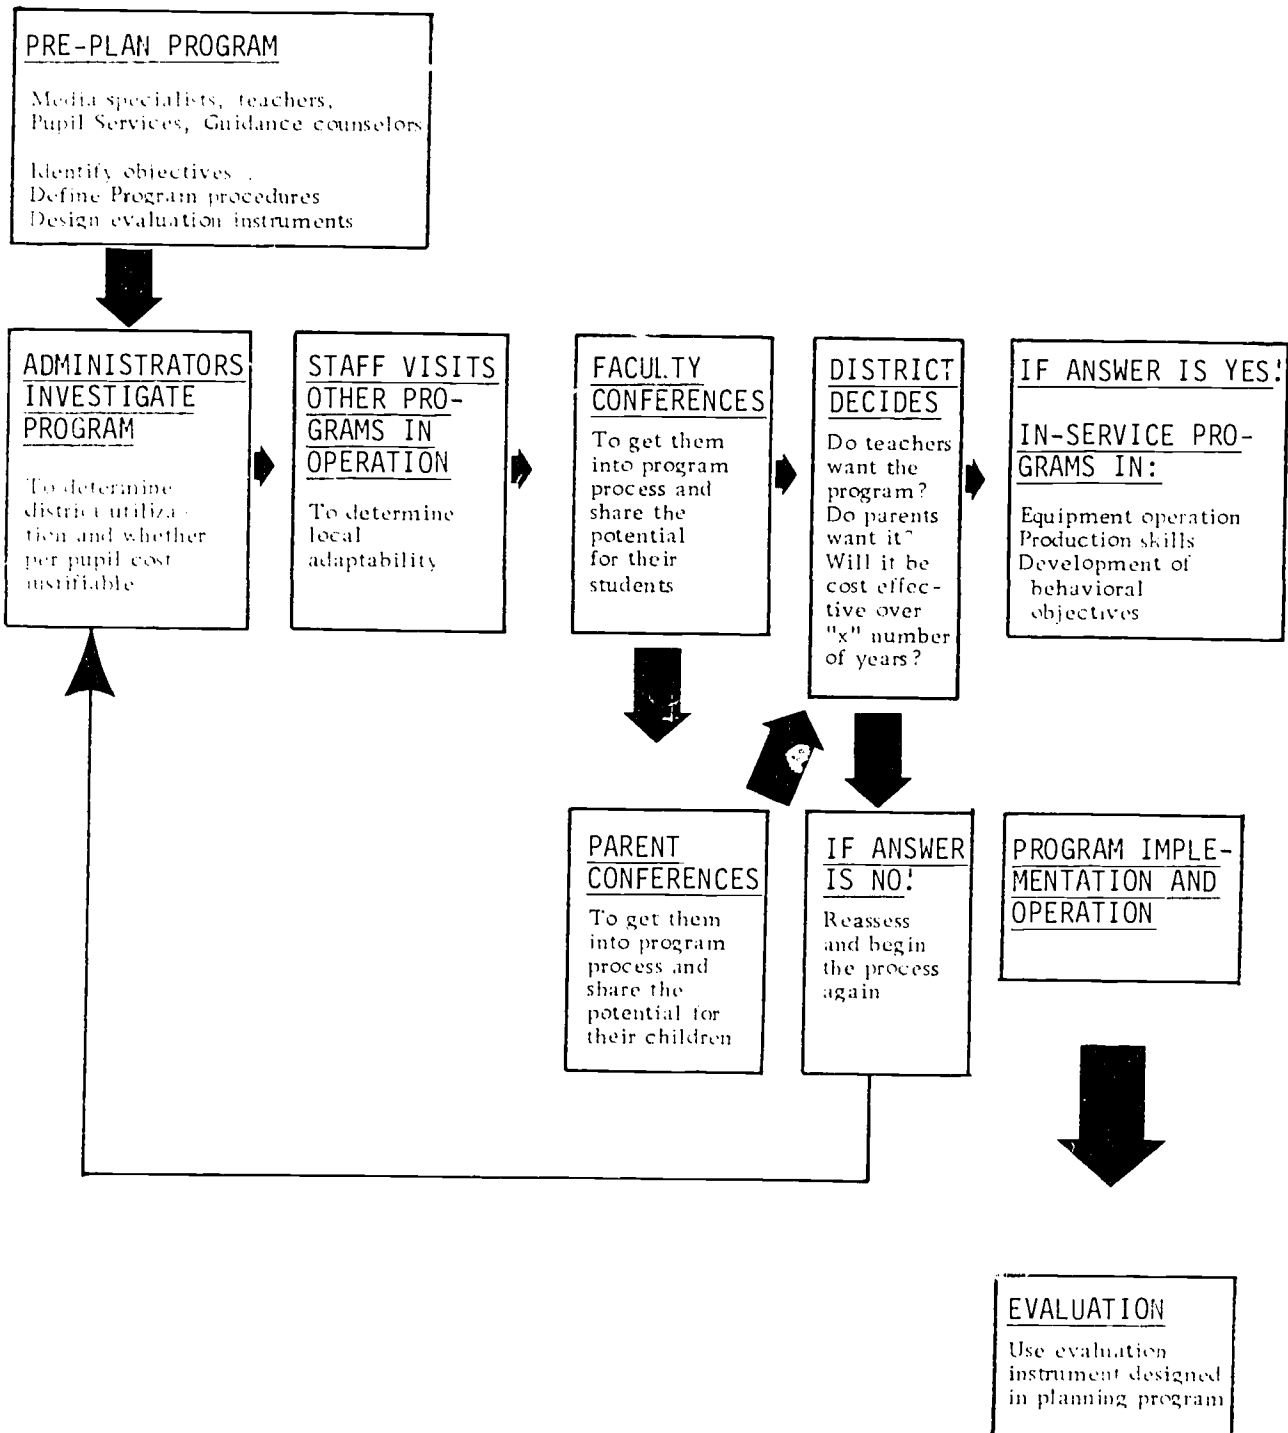 PRE-PLAN PROGRAM
Media specialists, teachers,
Pupil Services, Guidance counselors
Identify objectives .
Define Program procedures
Design evaluation instruments
ADMINISTRATORS
INVESTIGATE
PROGRAM
To determine
district utiliza-
tion and whether
per pupil cost
justifiable
STAFF VISITS
OTHER PRO-
GRAMS IN
OPERATION
To determine
local
adaptability
FACULTY
CONFERENCES
To get them
into program
process and
share the
potential
for their
students
DISTRICT
DECIDES
Do teachers
want the
program?
Do parents
want it?
Will it be
cost effec-
tive over
"x" number
of years?
IF ANSWER IS YES!
IN-SERVICE PRO-
GRAMS IN:
Equipment operation
Production skills
Development of
behavioral
objectives
PARENT
CONFERENCES
To get them
into program
process and
share the
potential for
their children
IF ANSWER
IS NO!
Reassess
and begin
the process
again
PROGRAM IMPLE-
MENTATION AND
OPERATION
EVALUATION
Use evaluation
instrument designed
in planning program